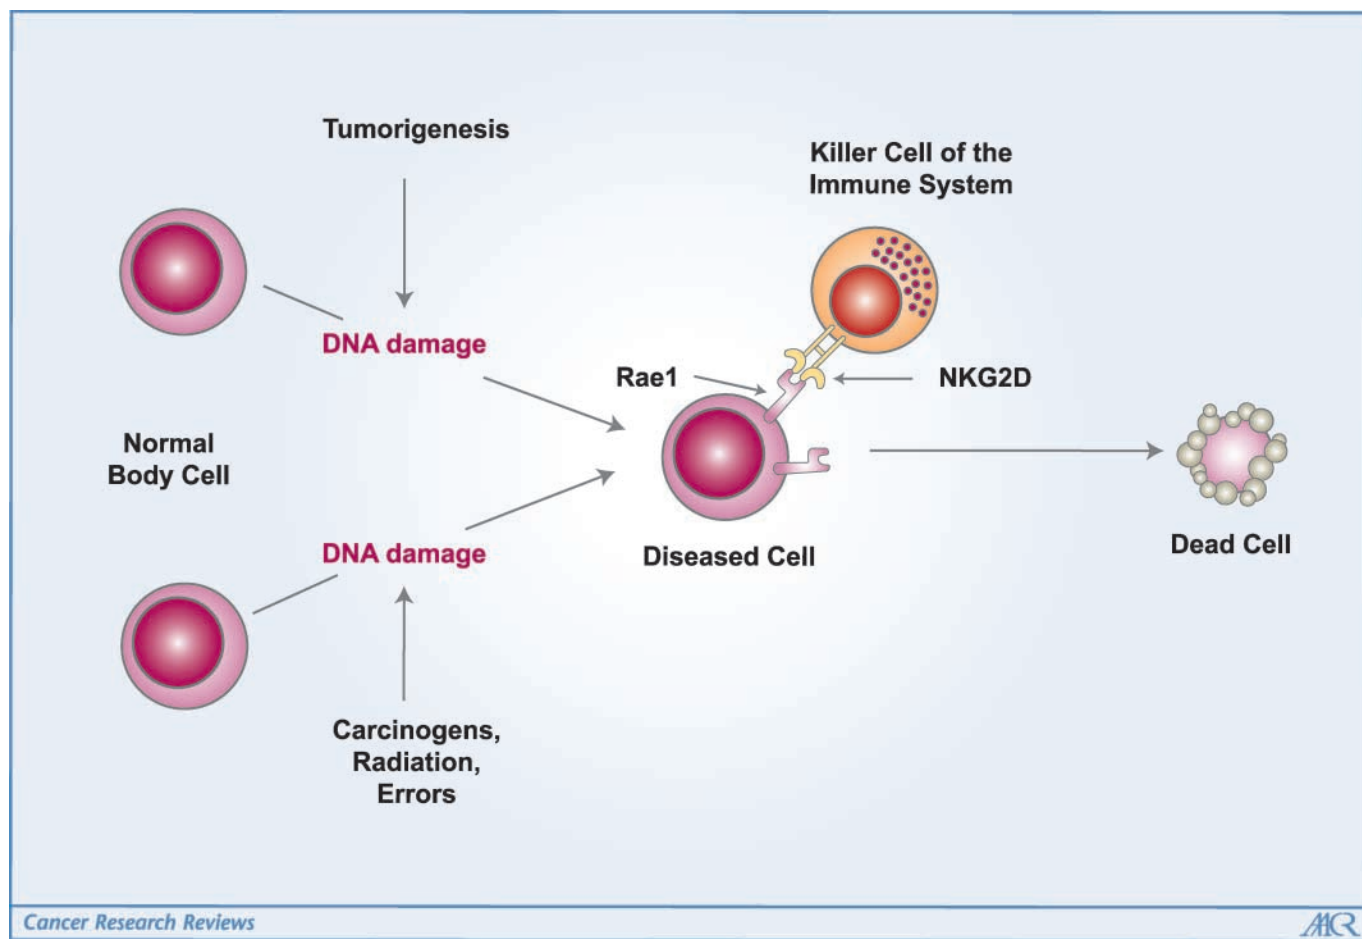 Tumorigenesis
Killer Cell of the
Immune System
DNA damage
Rae1
NKG2D
Normal
Body Cell
DNA damage
Diseased Cell
Dead Cell
Carcinogens,
Radiation,
Errors
Cancer Research Reviews
AACR